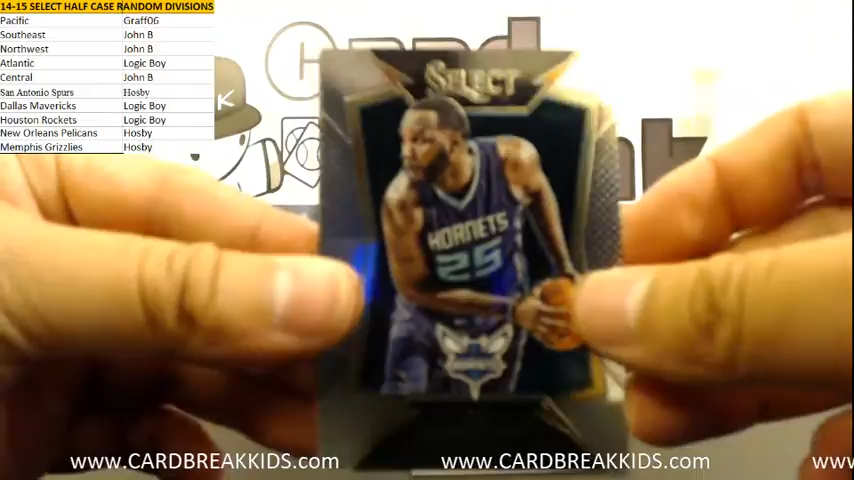 14-15 SELECT HALF CASE RANDOM DIVISIONS
Pacific Graff06
Southeast John B
Northwest John B
Atlantic Logic Boy
Central John B
San Antonio Spurs Hosby
Dallas Mavericks Logic Boy
Houston Rockets Logic Boy
New Orleans Pelicans Hosby
Memphis Grizzlies Hosby
K
SELECT
HORNETS
25
www.CARDBREAKKIDS.com www.CARDBREAKKIDS.com ww